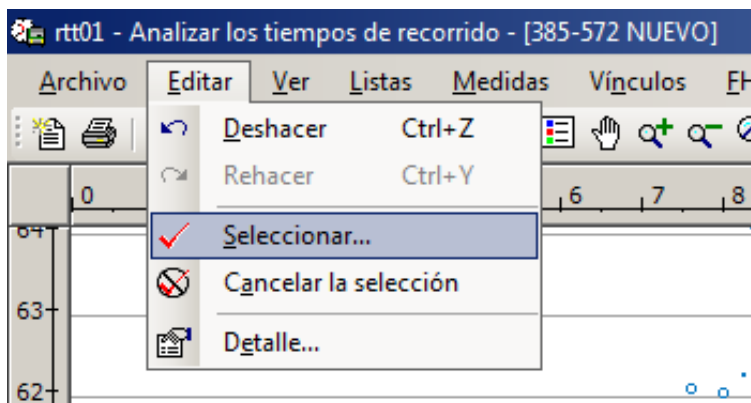 rtt01 - Analizar los tiempos de recorrido - [385-572 NUEVO]
Archivo Editar Ver Listas Medidas Vínculos FH
Deshacer Ctrl+Z
Rehacer Ctrl+Y
0 6 7 8
Seleccionar...
64
Cancelar la selección
63
Detalle...
62